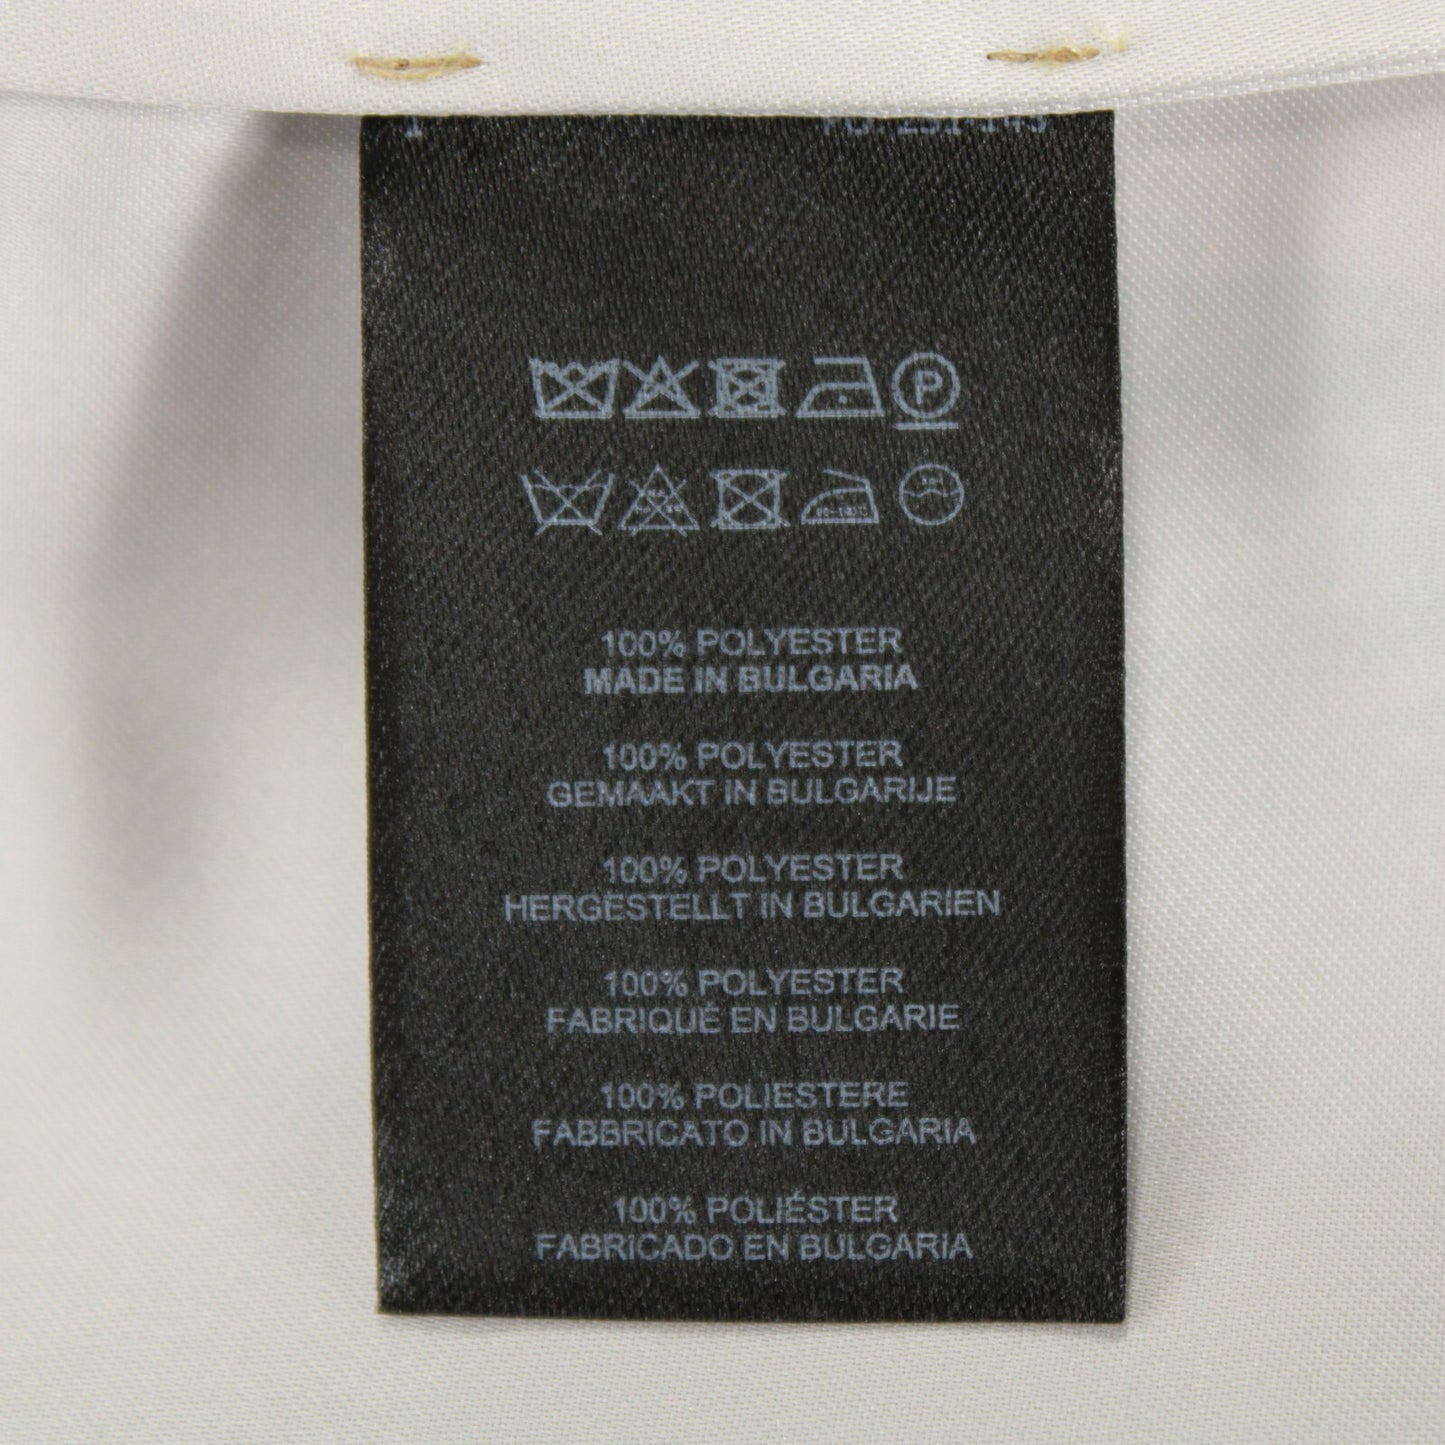 P
100% POLYESTER
MADE IN BULGARIA
100% POLYESTER
GEMAAKT IN BULGARIJE
100% POLYESTER
HERGESTELLT IN BULGARIEN
100% POLYESTER
FABRIQUÉ EN BULGARIE
100% POLIESTERE
FABBRICATO IN BULGARIA
100% POLIÉSTER
FABRICADO EN BULGARIA